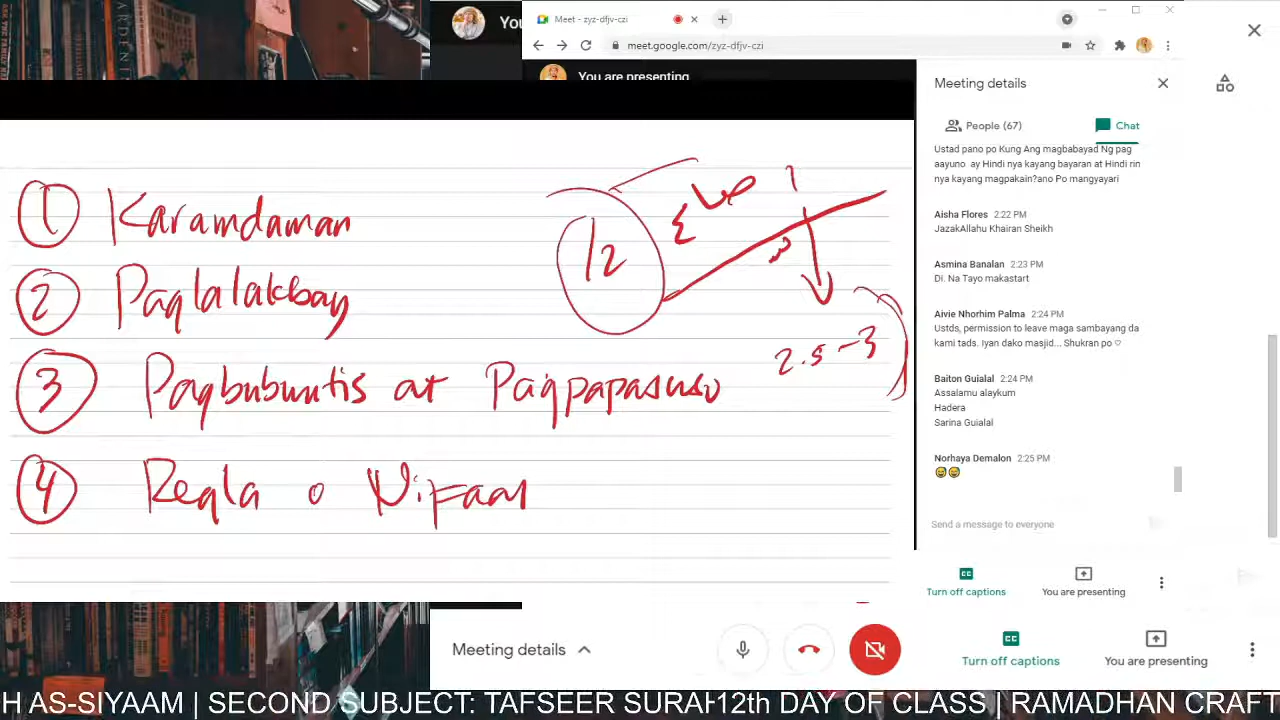 You
Meet - zyz-dfjv-czi
meet.google.com/zyz-dfjv-czi
You are presenting
Meeting details
People (67)
Chat
Ustad pano po Kung Ang magbabayad Ng pag
aayuno ay Hindi nya kayang bayaran at Hindi rin
nya kayang magpakain?ano Po mangyayari
Aisha Flores 2:22 PM
JazakAllahu Khairan Sheikh
Asmina Banalan 2:23 PM
Di. Na Tayo makastart
Aivie Nhorhim Palma 2:24 PM
Ustds, permission to leave maga sambayang da
kami tads. Iyan dako masjid... Shukran po ♡
Baiton Guialal 2:24 PM
Assalamu alaykum
Hadera
Sarina Guialal
Norhaya Demalon 2:25 PM
😅😅
Send a message to everyone
Turn off captions
You are presenting
1 Karamdaman
2 Paglalakbay
3 Pagbubuntis at Pagpapasuso
4 Regla o Nifaas
12
صاع
١
٣
2.5-3
Meeting details
Turn off captions
You are presenting
H AS-SIYAAM | SECOND SUBJECT: TAFSEER SURAH
12th DAY OF CLASS | RAMADHAN CRAFT